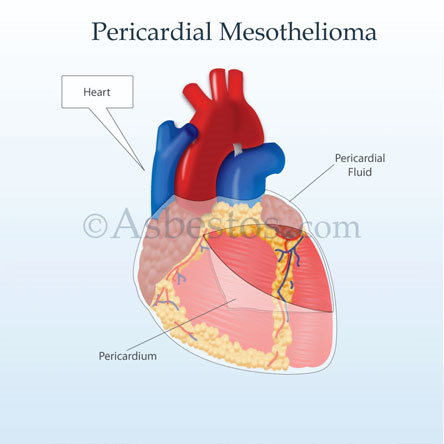 Pericardial Mesothelioma
Heart
Pericardial
Fluid
©Asbestos.com
Pericardium